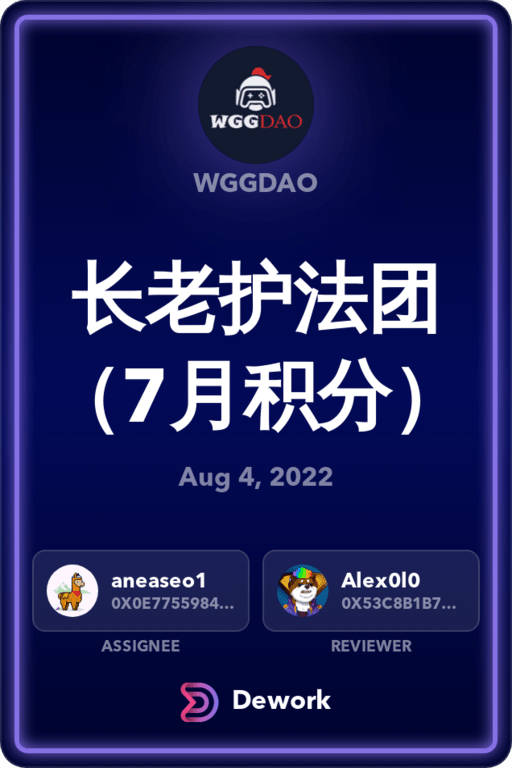 WGGDAO
WGGDAO
长老护法团
（7月积分）
Aug 4, 2022
aneaseo1
0X0E7755984...
ASSIGNEE
Alex0l0
0X53C8B1B7...
REVIEWER
Dework